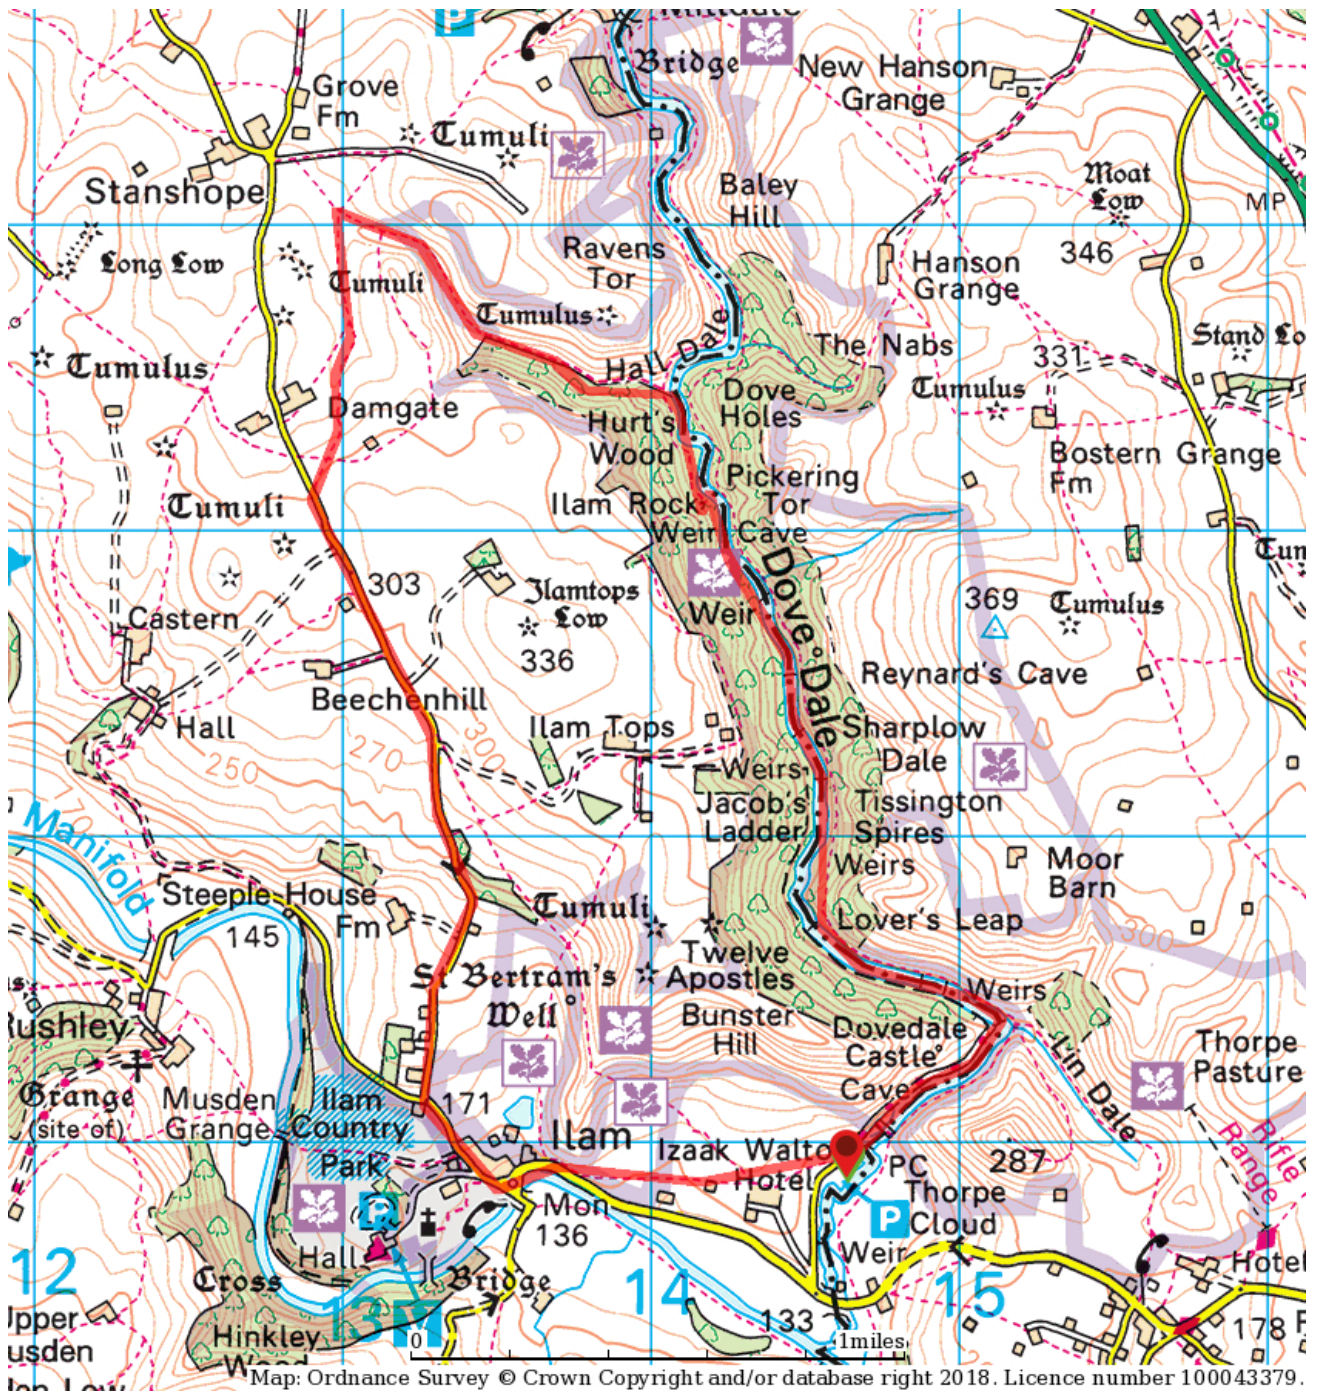 P
Bridge
New Hanson
Grange
Grove
Fm
Tumuli
Stanshope
Baley
Hill
Moat
Low
MP
346
Long Low
Ravens
Tor
Hanson
Grange
Tumuli
Tumulus
Hall Dale
The Nabs
331
Tumulus
Tumulus
Damgate
Dove
Holes
Hurt's
Wood
Bostern Grange
Fm
Pickering
Tor
Ilam Rock
Weir
Cave
Tumuli
303
Ilamtops
Low
336
Weir
Dove Dale
369
Tumulus
Castern
Reynard's Cave
Beechenhill
Hall
Ilam Tops
Sharplow
Dale
250
270
300
Weirs
Jacob's
Ladder
Tissington
Spires
Weirs
Manifold
Moor
Barn
Steeple House
Fm
145
Tumuli
Lover's Leap
300
Twelve
Apostles
Weirs
St Bertram's
Well
Bunster
Hill
Dovedale
Castle
Cave
Rushley
Grange
(site of)
Musden
Grange
Ilam
Country
Park
171
Ilam
Lin Dale
Thorpe
Pasture
Rifle
Range
Izaak Walto
Hotel
PC
287
Thorpe
Cloud
P
P
Mon
136
Weir
Hall
Cross
Bridge
Hotel
12
13
14
15
M
133
178
Hinkley
Wood
0
1miles
Map: Ordnance Survey © Crown Copyright and/or database right 2018. Licence number 100043379.